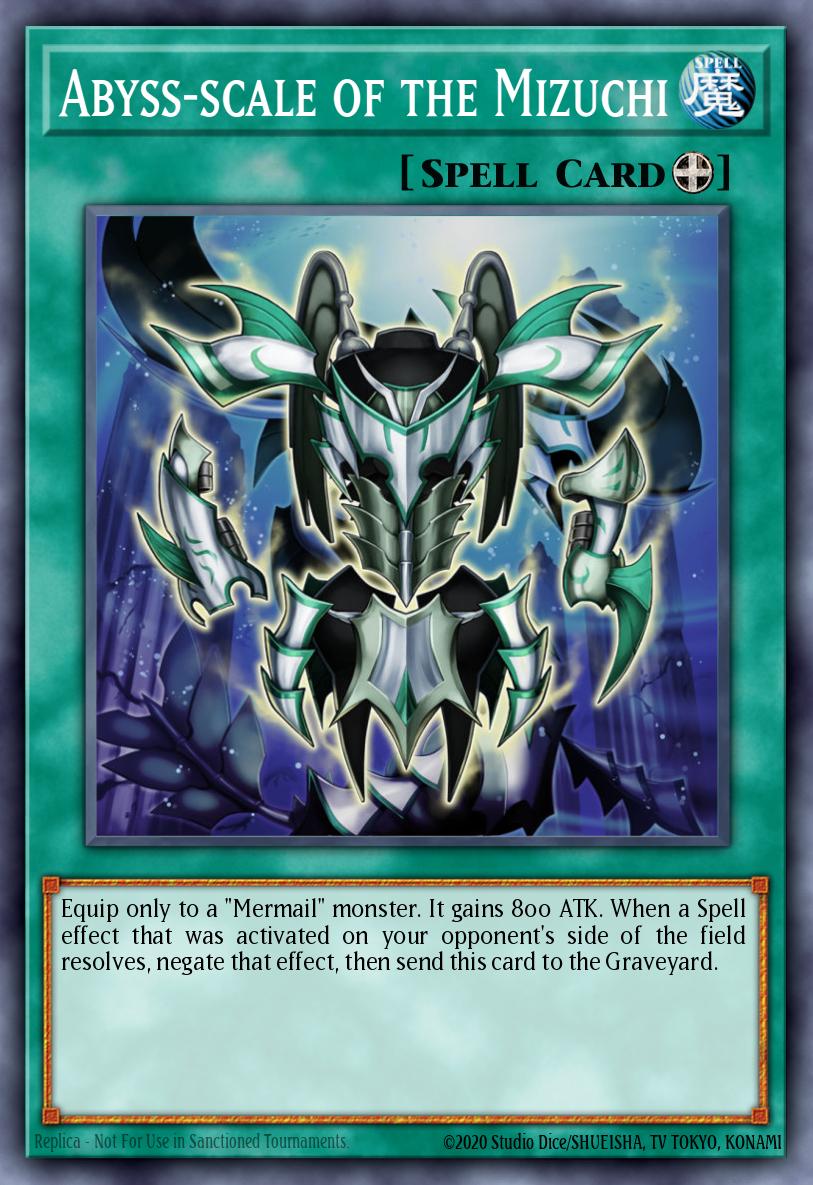 Abyss-scale of the Mizuchi
SPELL
魔
[Spell Card]
Equip only to a "Mermail" monster. It gains 800 ATK. When a Spell
effect that was activated on your opponent's side of the field
resolves, negate that effect, then send this card to the Graveyard.
Replica - Not For Use in Sanctioned Tournaments.
©2020 Studio Dice/SHUEISHA, TV TOKYO, KONAMI